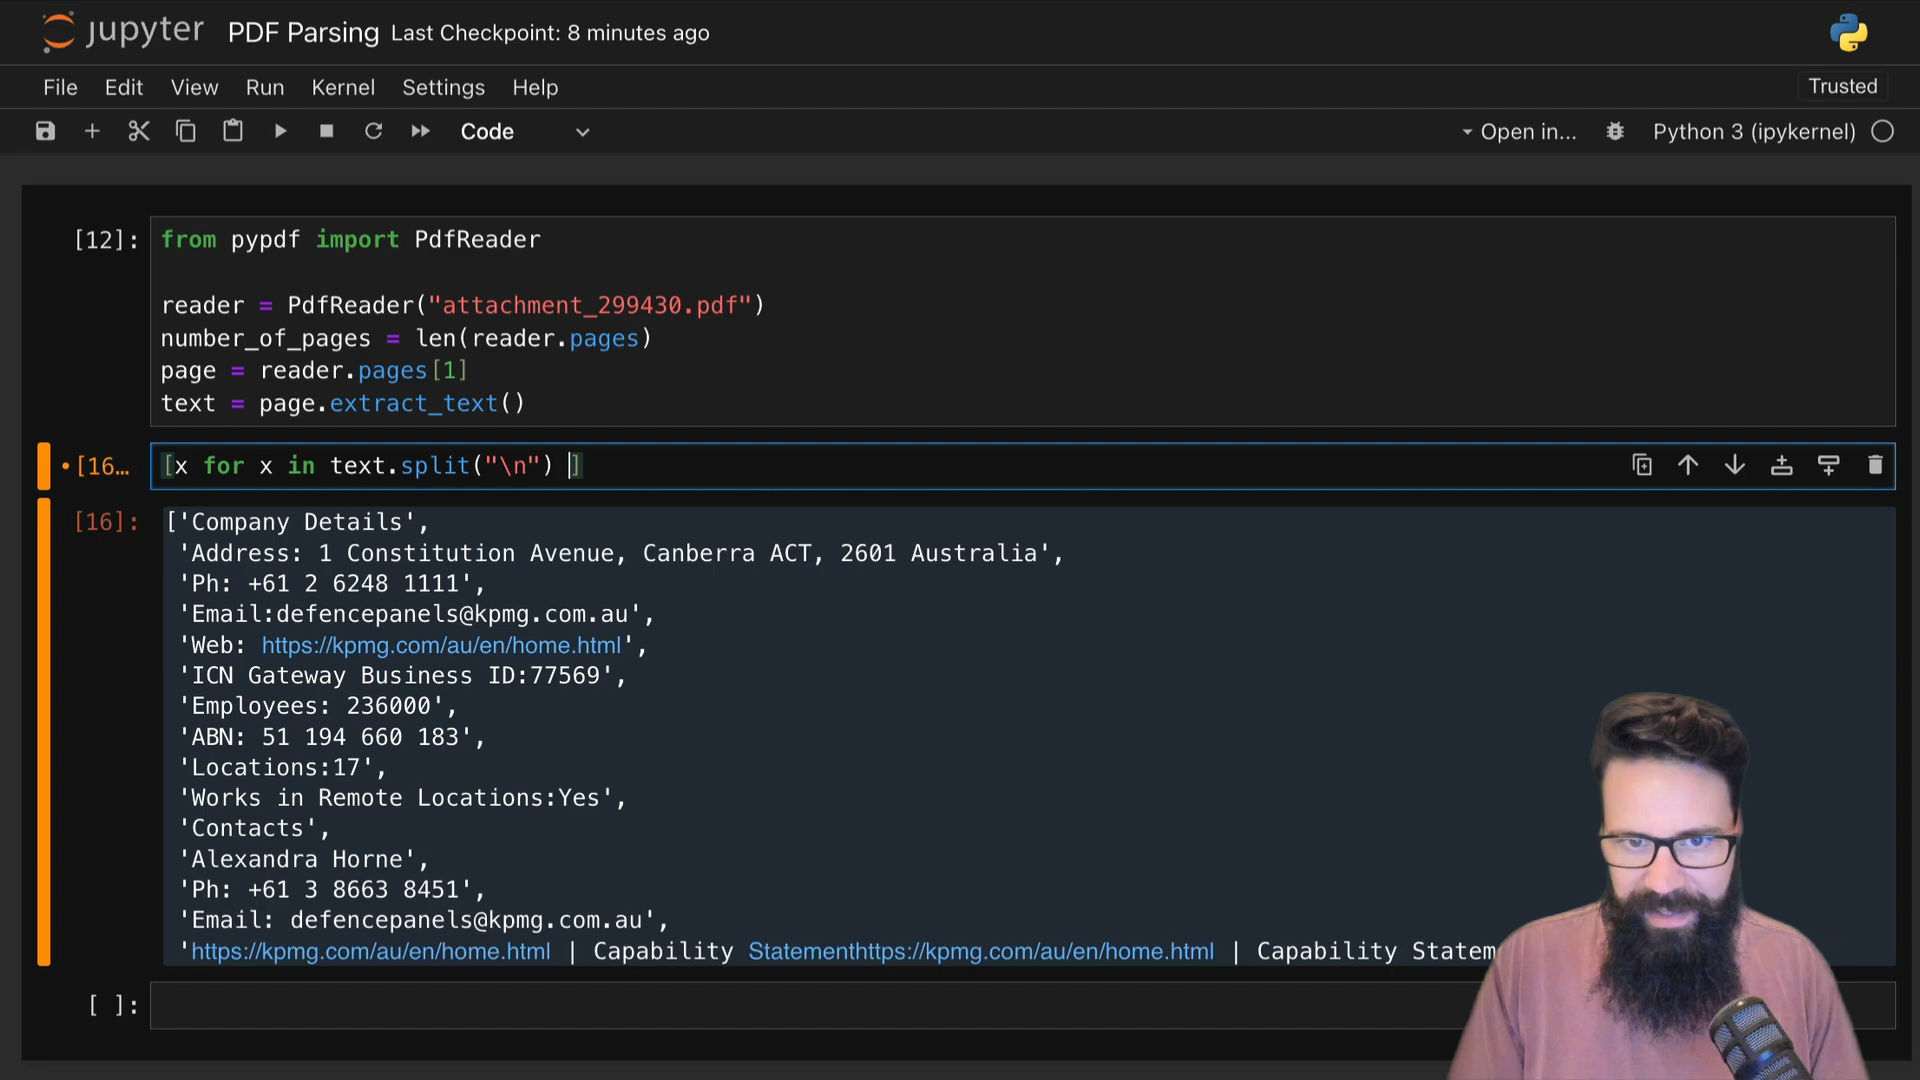 jupyter PDF Parsing Last Checkpoint: 8 minutes ago
File Edit View Run Kernel Settings Help Trusted
Code Open in... Python 3 (ipykernel)
[12]: from pypdf import PdfReader
reader = PdfReader("attachment_299430.pdf")
number_of_pages = len(reader.pages)
page = reader.pages[1]
text = page.extract_text()
•[16… [x for x in text.split("\n") ]
[16]: ['Company Details',
'Address: 1 Constitution Avenue, Canberra ACT, 2601 Australia',
'Ph: +61 2 6248 1111',
'Email:defencepanels@kpmg.com.au',
'Web: https://kpmg.com/au/en/home.html',
'ICN Gateway Business ID:77569',
'Employees: 236000',
'ABN: 51 194 660 183',
'Locations:17',
'Works in Remote Locations:Yes',
'Contacts',
'Alexandra Horne',
'Ph: +61 3 8663 8451',
'Email: defencepanels@kpmg.com.au',
'https://kpmg.com/au/en/home.html | Capability Statementhttps://kpmg.com/au/en/home.html | Capability Statem
[ ]: